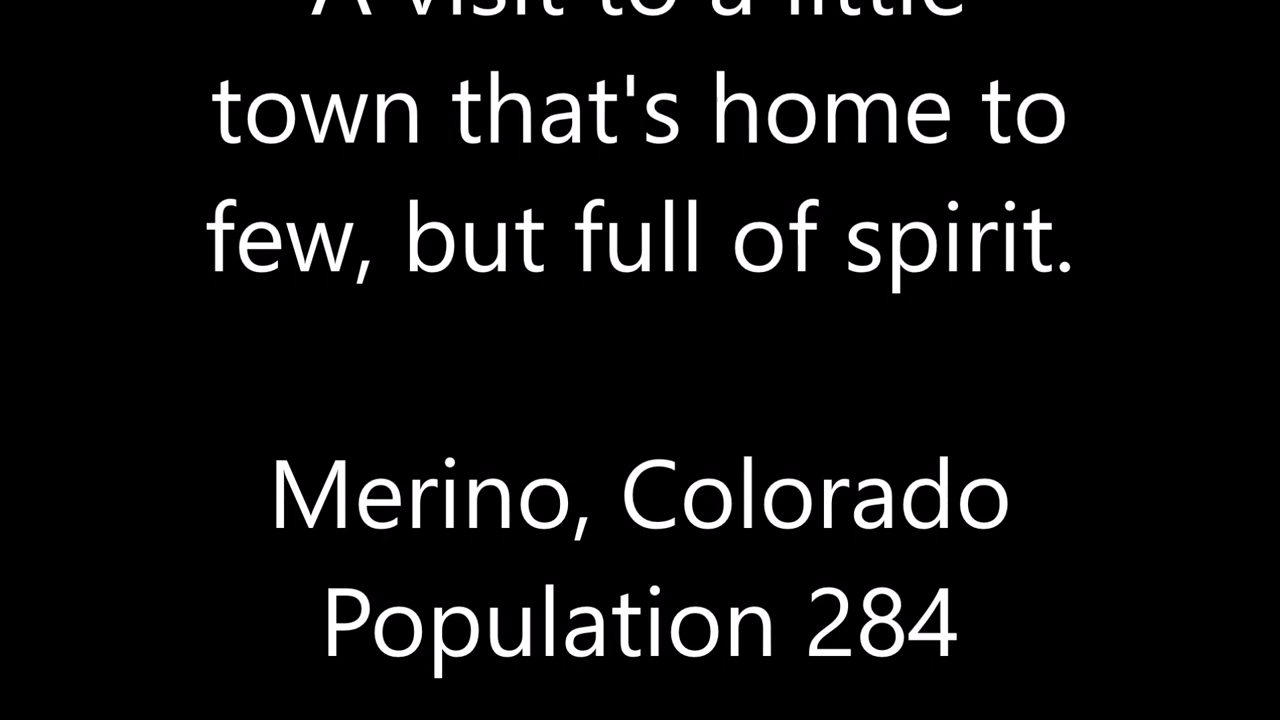 A visit to a little
town that's home to
few, but full of spirit.
Merino, Colorado
Population 284